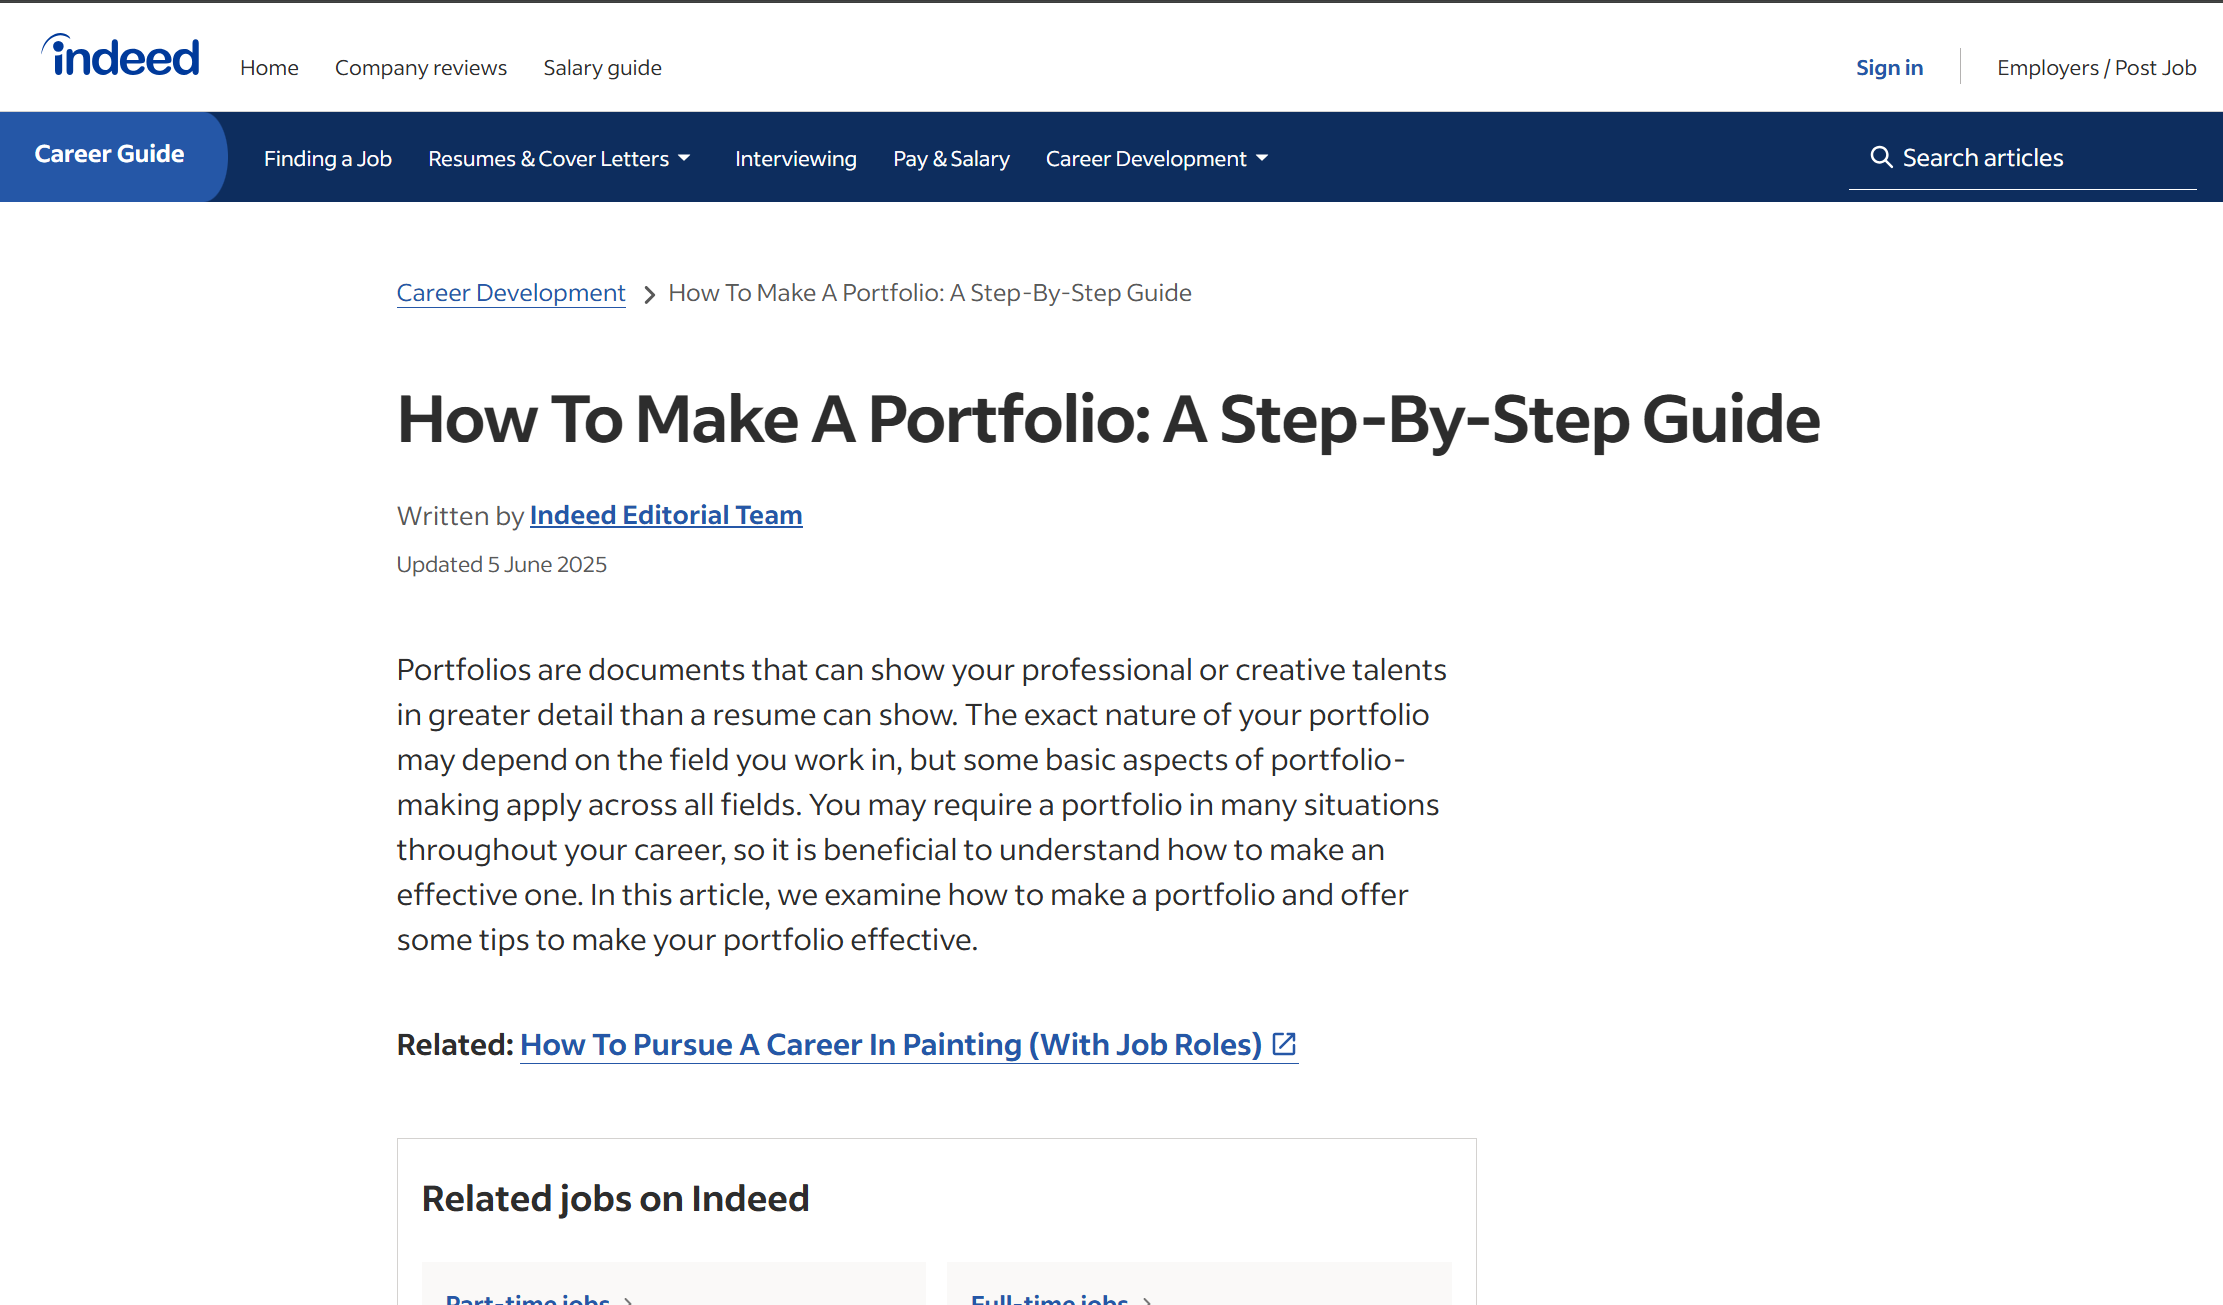 indeed
Home
Company reviews
Salary guide
Sign in
Employers / Post Job
Career Guide
Finding a Job
Resumes & Cover Letters
Interviewing
Pay & Salary
Career Development
Search articles
Career Development
How To Make A Portfolio: A Step-By-Step Guide
How To Make A Portfolio: A Step-By-Step Guide
Written by Indeed Editorial Team
Updated 5 June 2025
Portfolios are documents that can show your professional or creative talents
in greater detail than a resume can show. The exact nature of your portfolio
may depend on the field you work in, but some basic aspects of portfolio-
making apply across all fields. You may require a portfolio in many situations
throughout your career, so it is beneficial to understand how to make an
effective one. In this article, we examine how to make a portfolio and offer
some tips to make your portfolio effective.
Related: How To Pursue A Career In Painting (With Job Roles)
Related jobs on Indeed
Part-time jobs
Full-time jobs